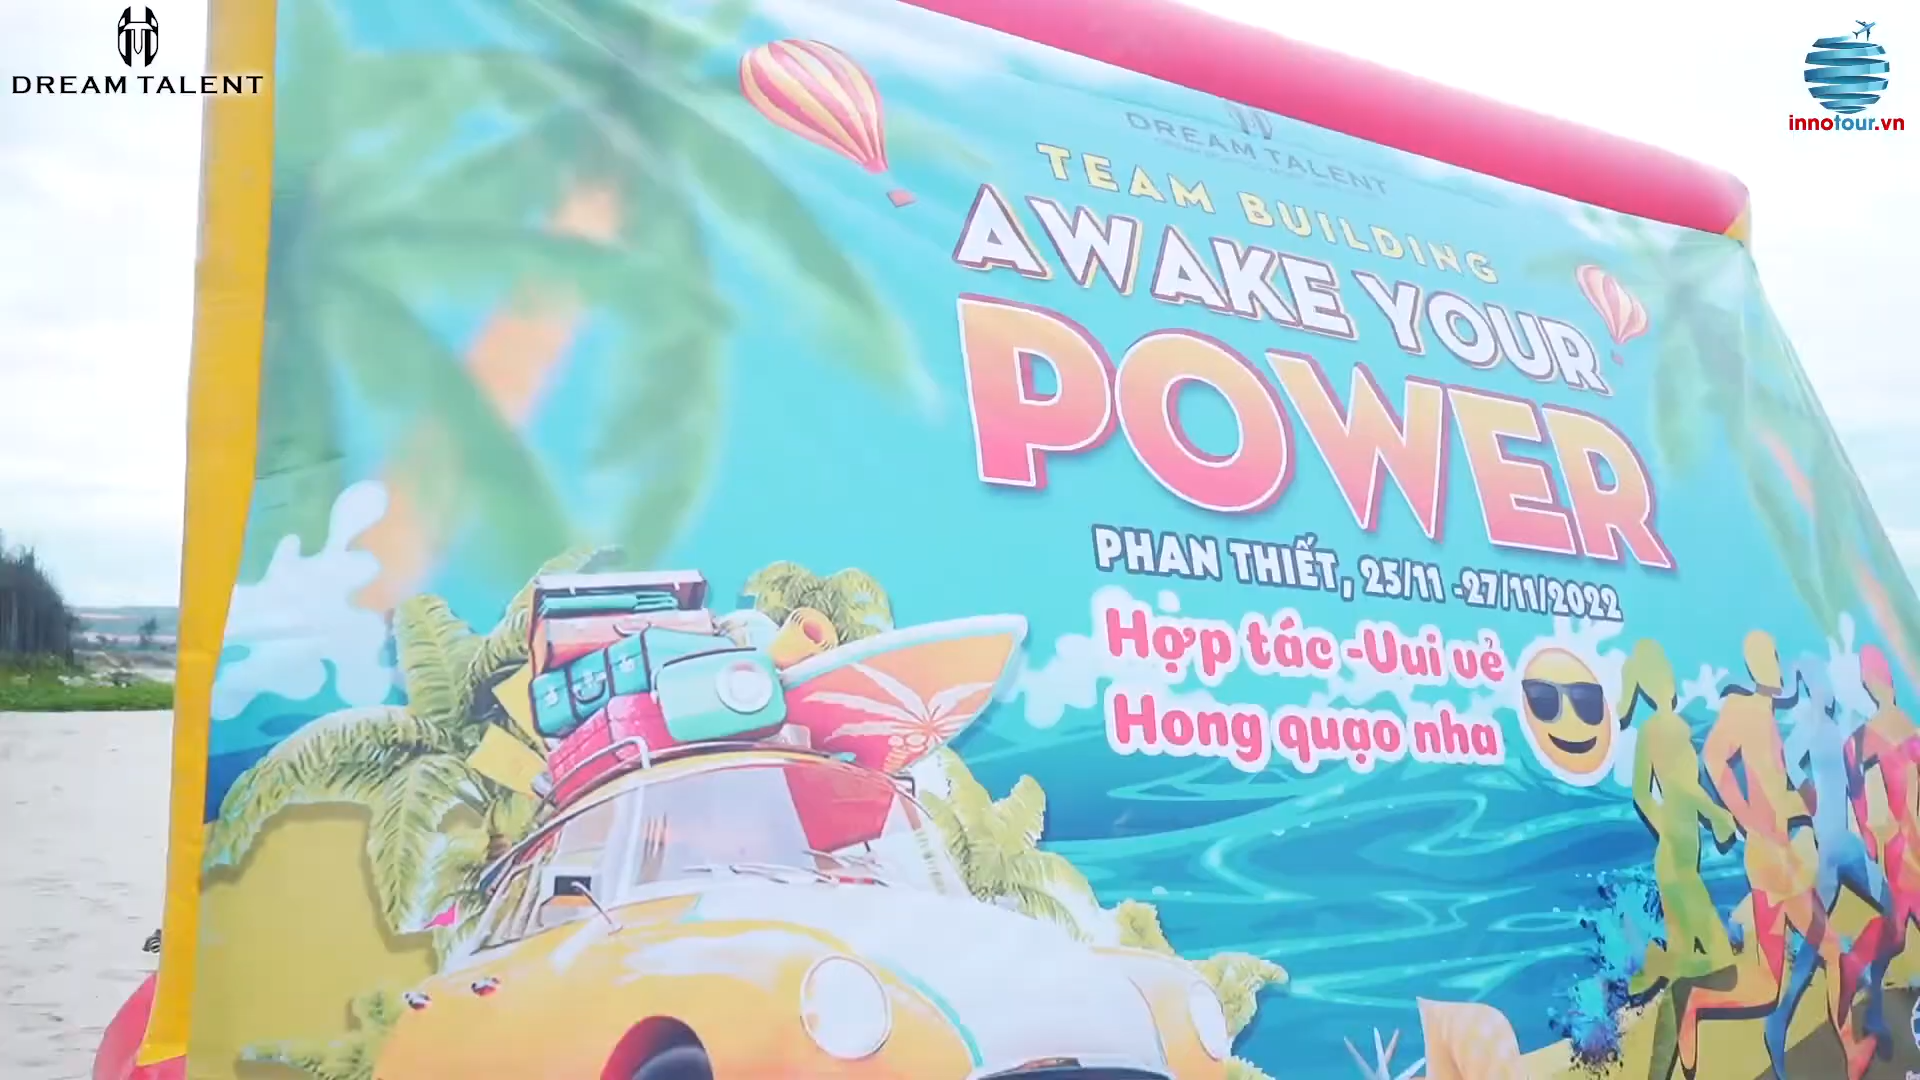 DREAM TALENT
innotour.vn
DREAM TALENT
TEAM BUILDING
AWAKE YOUR
POWER
PHAN THIẾT, 25/11 -27/11/2022
Hợp tác -Vui vẻ
Hong quạo nha